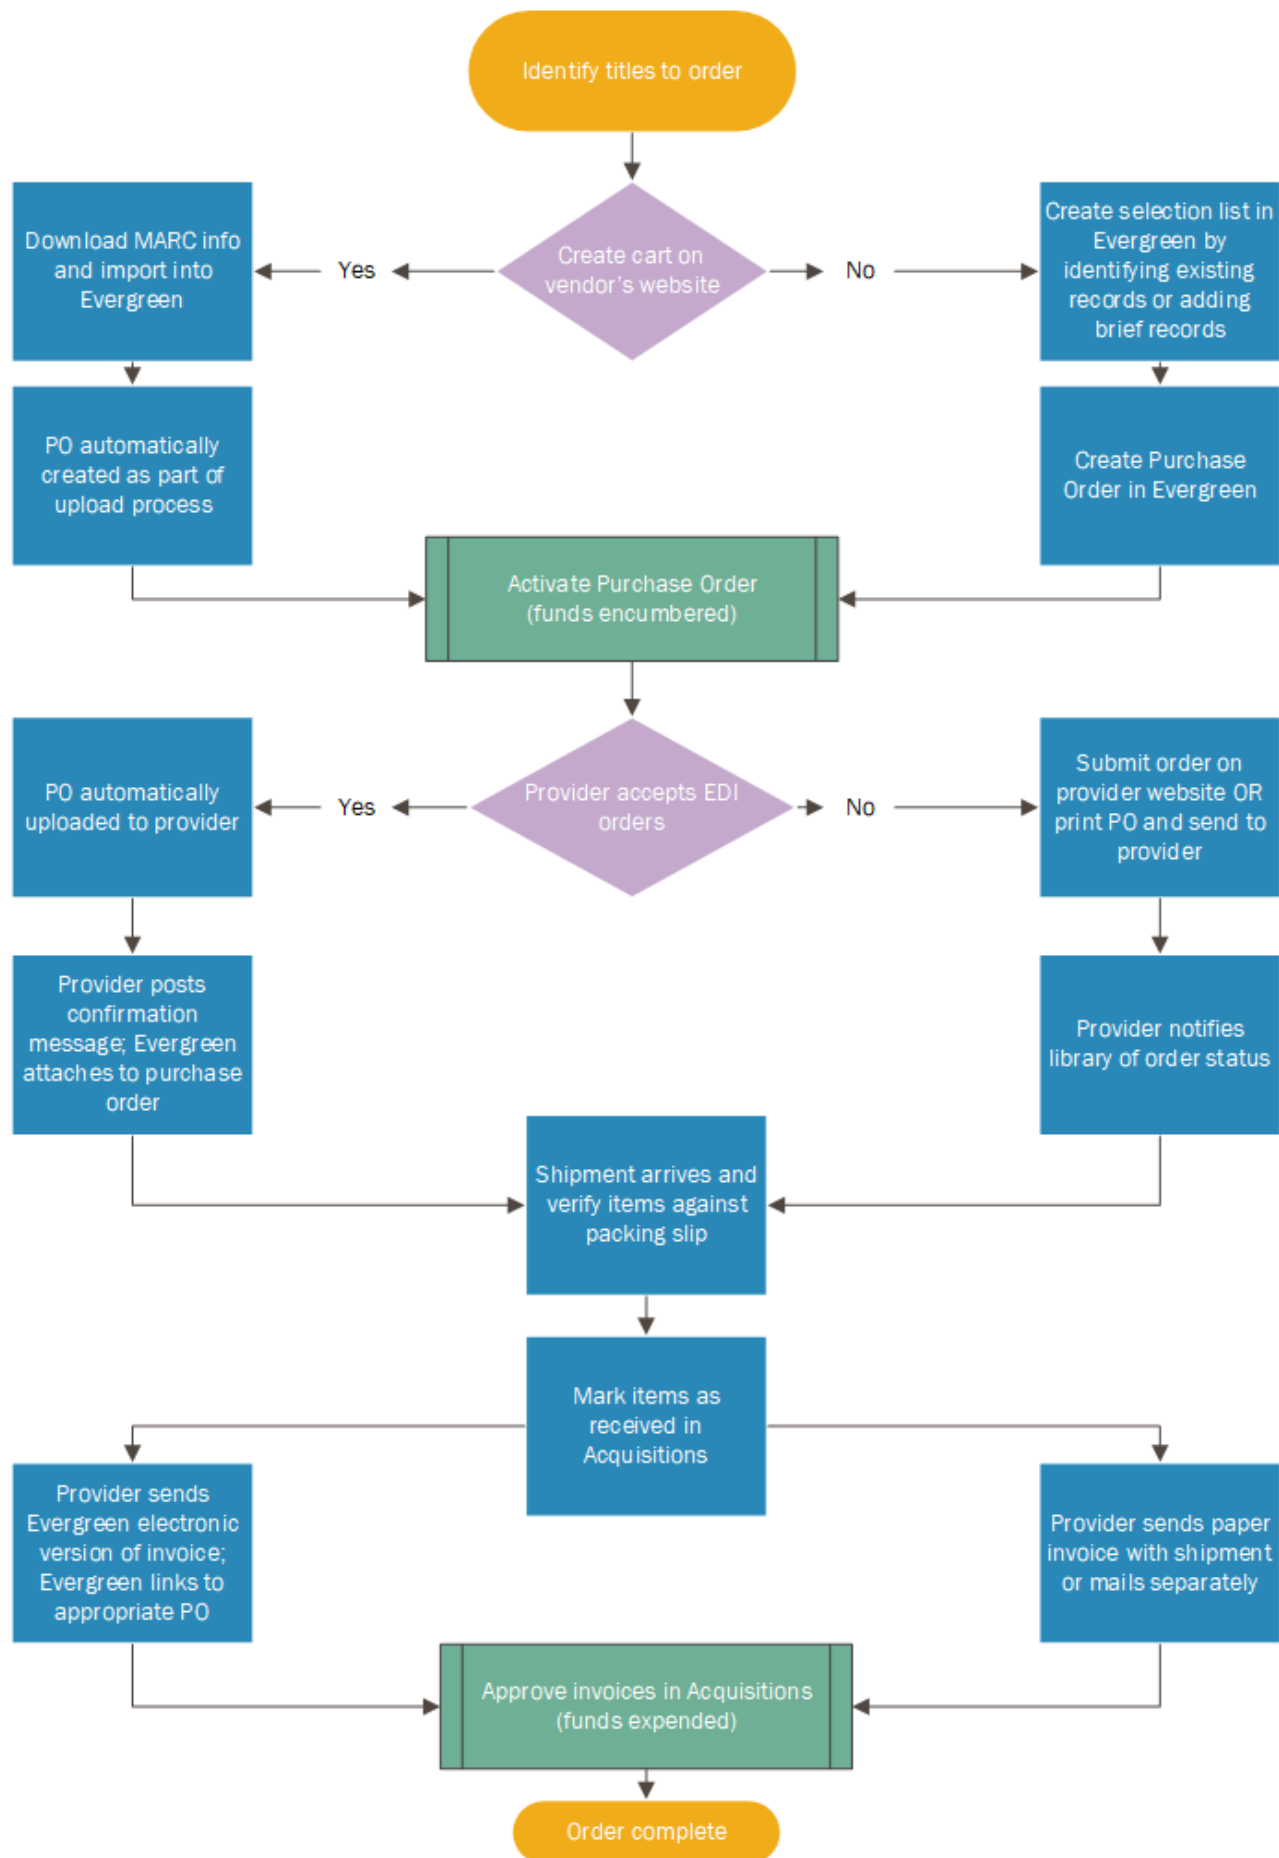 Identify titles to order
Download MARC info
and import into
Evergreen
Yes
Create cart on
vendor's website
No
Create selection list in
Evergreen by
identifying existing
records or adding
brief records
PO automatically
created as part of
upload process
Create Purchase
Order in Evergreen
Activate Purchase Order
(funds encumbered)
PO automatically
uploaded to provider
Yes
Provider accepts EDI
orders
No
Submit order on
provider website OR
print PO and send to
provider
Provider posts
confirmation
message; Evergreen
attaches to purchase
order
Provider notifies
library of order status
Shipment arrives and
verify items against
packing slip
Mark items as
received in
Acquisitions
Provider sends
Evergreen electronic
version of invoice;
Evergreen links to
appropriate PO
Provider sends paper
invoice with shipment
or mails separately
Approve invoices in Acquisitions
(funds expended)
Order complete